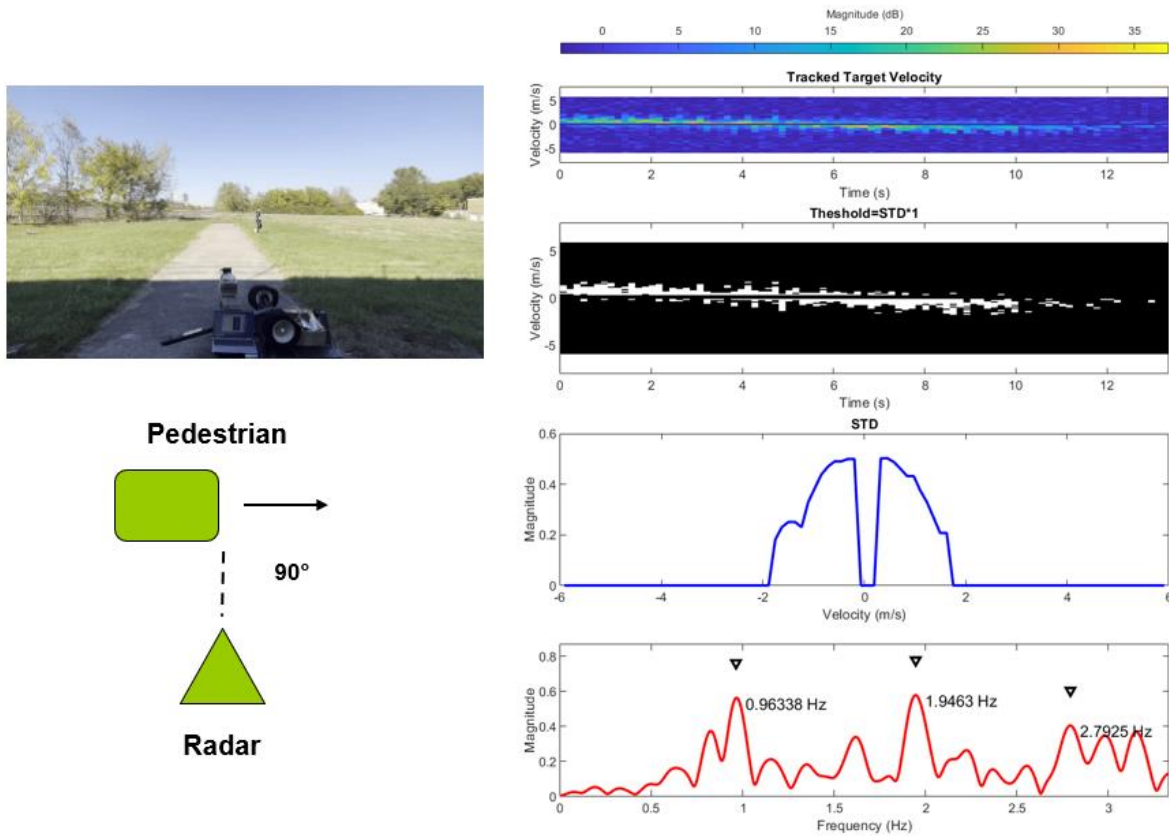 Magnitude (dB)
0 5 10 15 20 25 30 35
Tracked Target Velocity
Velocity (m/s)
5
0
-5
0 2 4 6 8 10 12
Time (s)
Theshold=STD*1
Velocity (m/s)
5
0
-5
0 2 4 6 8 10 12
Time (s)
Pedestrian
90°
Radar
STD
Magnitude
0.6
0.4
0.2
0
-6 -4 -2 0 2 4 6
Velocity (m/s)
Magnitude
0.8
0.6
0.4
0.2
0
0.96338 Hz
1.9463 Hz
2.7925 Hz
0 0.5 1 1.5 2 2.5 3
Frequency (Hz)